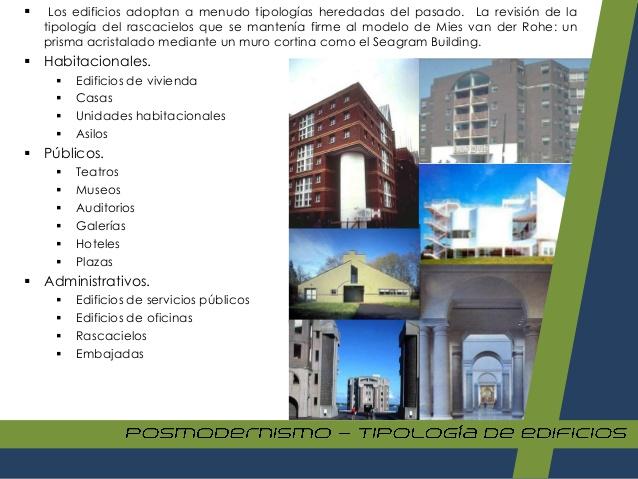 ▪ Los edificios adoptan a menudo tipologías heredadas del pasado. La revisión de la
tipología del rascacielos que se mantenía firme al modelo de Mies van der Rohe: un
prisma acristalado mediante un muro cortina como el Seagram Building.
▪ Habitacionales.
▪ Edificios de vivienda
▪ Casas
▪ Unidades habitacionales
▪ Asilos
▪ Públicos.
▪ Teatros
▪ Museos
▪ Auditorios
▪ Galerías
▪ Hoteles
▪ Plazas
▪ Administrativos.
▪ Edificios de servicios públicos
▪ Edificios de oficinas
▪ Rascacielos
▪ Embajadas
Posmodernismo – Tipología de edificios